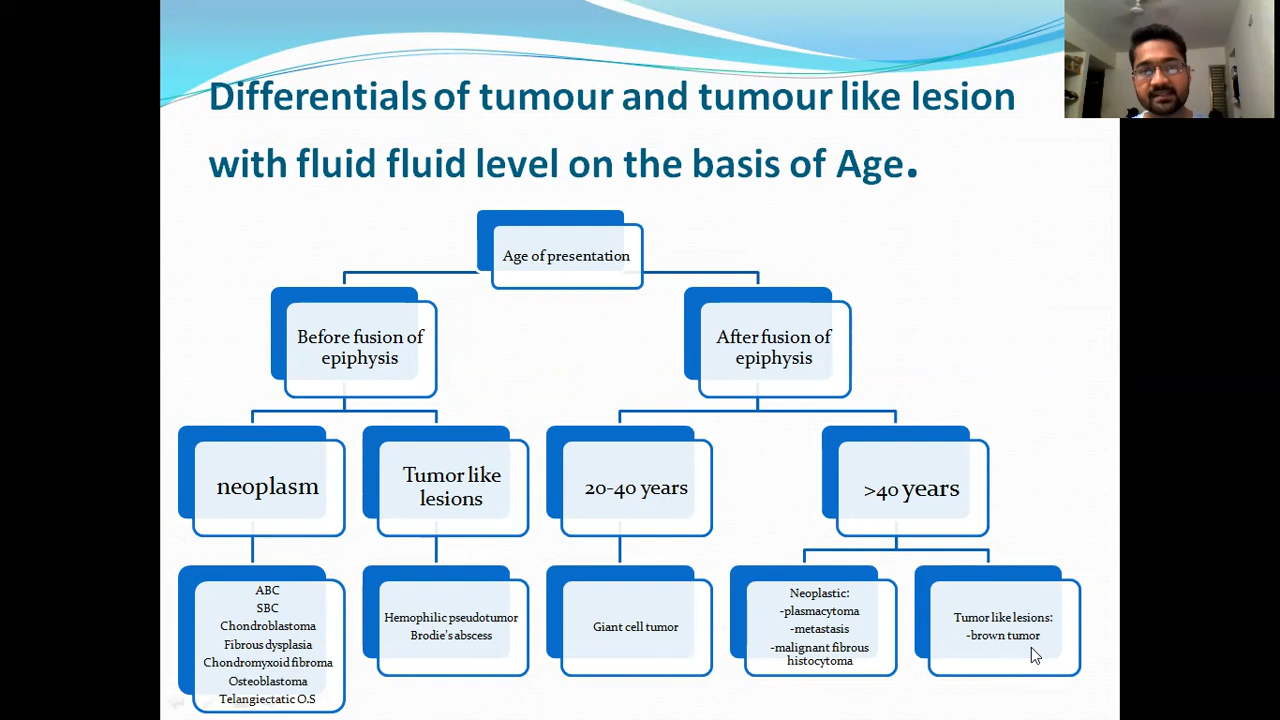 Differentials of tumour and tumour like lesion
with fluid fluid level on the basis of Age.
Age of presentation
Before fusion of
epiphysis
After fusion of
epiphysis
neoplasm
Tumor like
lesions
20-40 years
>40 years
ABC
SBC
Chondroblastoma
Fibrous dysplasia
Chondromyxoid fibroma
Osteoblastoma
Telangiectatic O.S
Hemophilic pseudotumor
Brodie's abscess
Giant cell tumor
Neoplastic:
-plasmacytoma
-metastasis
-malignant fibrous
histocytoma
Tumor like lesions:
-brown tumor